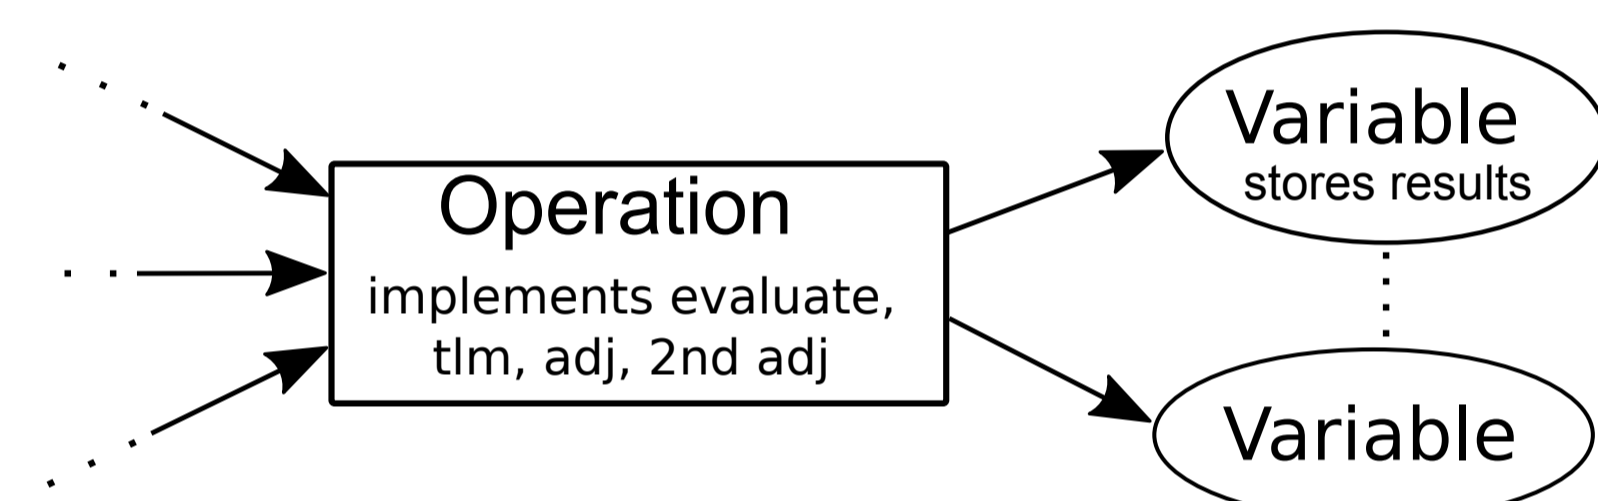 Operation
implements evaluate,
tlm, adj, 2nd adj
Variable
stores results
Variable